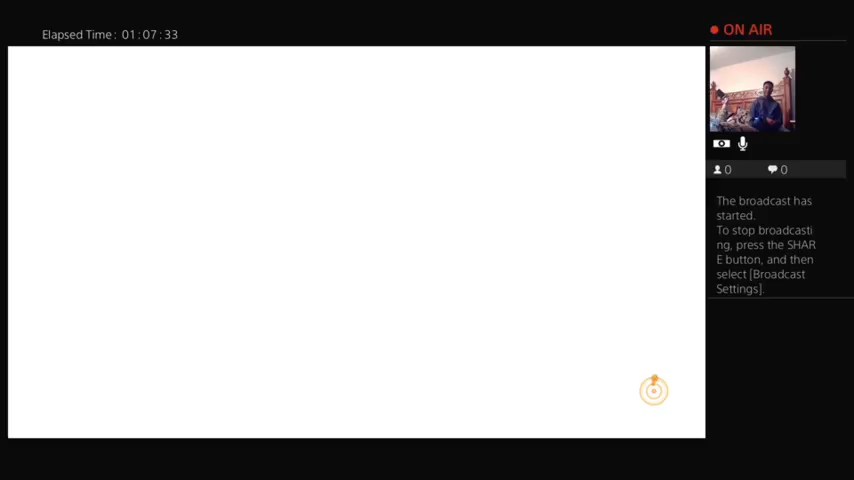 Elapsed Time: 01:07:33
ON AIR
0 0
The broadcast has
started.
To stop broadcasti
ng, press the SHAR
E button, and then
select [Broadcast
Settings].